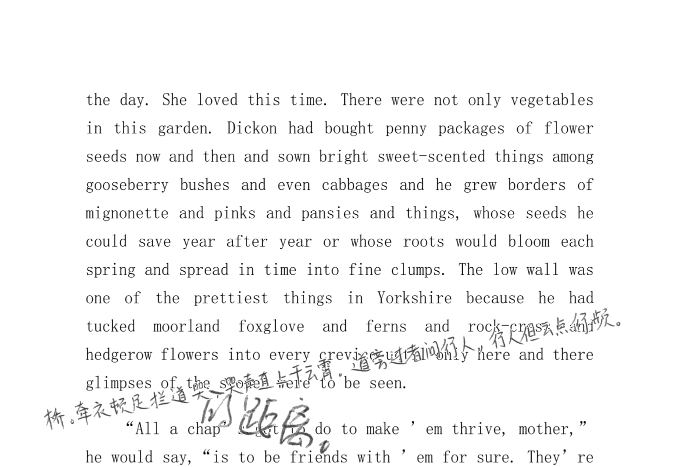 the day. She loved this time. There were not only vegetables
in this garden. Dickon had bought penny packages of flower
seeds now and then and sown bright sweet-scented things among
gooseberry bushes and even cabbages and he grew borders of
mignonette and pinks and pansies and things, whose seeds he
could save year after year or whose roots would bloom each
spring and spread in time into fine clumps. The low wall was
one of the prettiest things in Yorkshire because he had
tucked moorland foxglove and ferns and rock-cress and
hedgerow flowers into every crevice until only here and there
glimpses of the stones were to be seen.
桥。牵衣顿足拦道哭,哭声直上干云霄。道旁过者问行人,行人但云点行频。
的距离。
“All a chap ’s got to do to make ’em thrive, mother,”
he would say, “is to be friends with ’em for sure. They’re